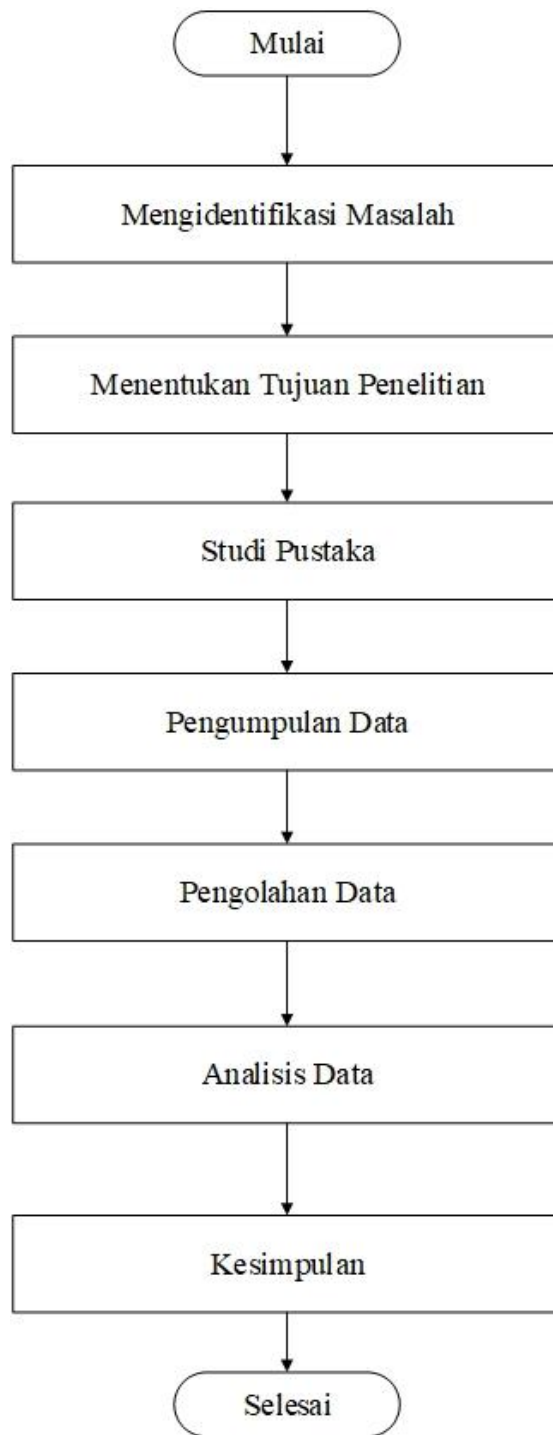 Mulai
Mengidentifikasi Masalah
Menentukan Tujuan Penelitian
Studi Pustaka
Pengumpulan Data
Pengolahan Data
Analisis Data
Kesimpulan
Selesai